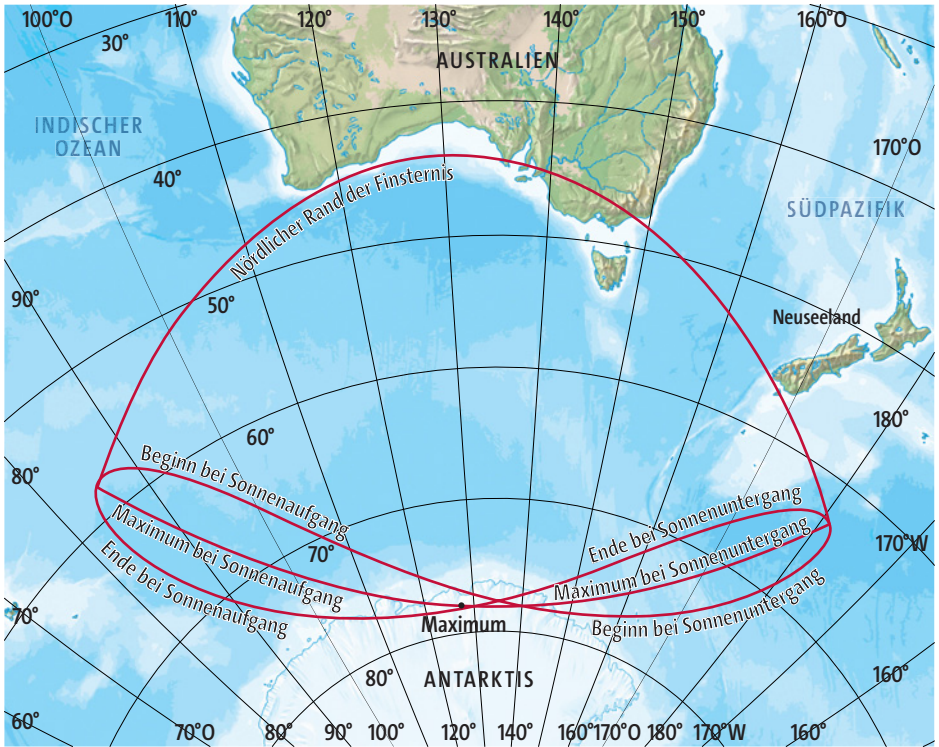 100°O
110°
120°
130°
140°
150°
160°O
30°
AUSTRALIEN
INDISCHER
OZEAN
170°O
40°
SÜDPAZIFIK
Nördlicher Rand der Finsternis
90°
50°
Neuseeland
180°
60°
80°
Beginn bei Sonnenaufgang
Ende bei Sonnenuntergang
Maximum bei Sonnenaufgang
Maximum bei Sonnenuntergang
70°
170°W
Ende bei Sonnenaufgang
Beginn bei Sonnenuntergang
70°
Maximum
80°
ANTARKTIS
160°
60°
70°O
80°
90°
100°
120°
140°
160°
170°O
180°
170°W
160°